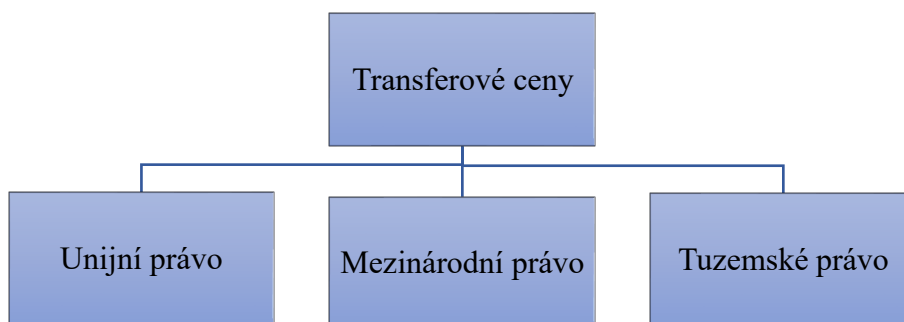 Transferové ceny
Unijní právo
Mezinárodní právo
Tuzemské právo